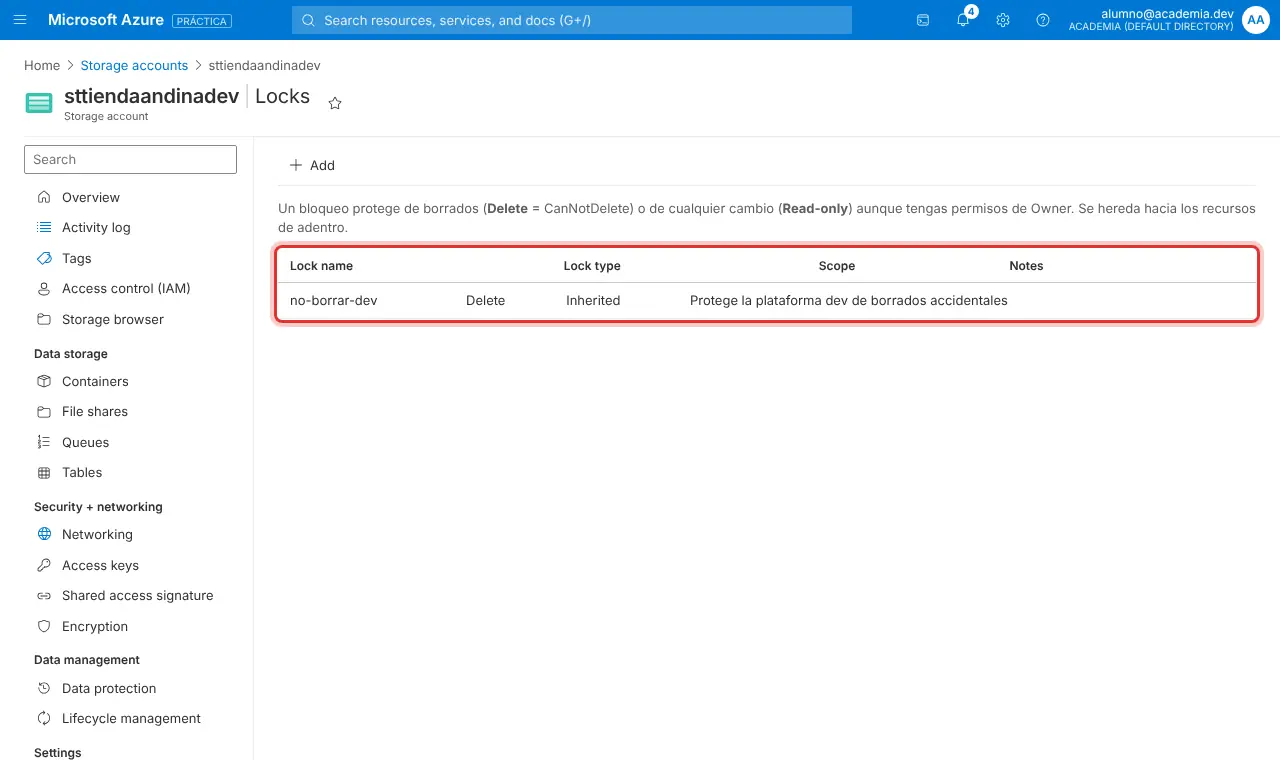 Microsoft Azure PRÁCTICA Search resources, services, and docs (G+/) 4 alumno@academia.dev AA
ACADEMIA (DEFAULT DIRECTORY)
Home > Storage accounts > sttiendaandinadev
sttiendaandinadev | Locks
Storage account
Search
Overview
Activity log
Tags
Access control (IAM)
Storage browser
Data storage
Containers
File shares
Queues
Tables
Security + networking
Networking
Access keys
Shared access signature
Encryption
Data management
Data protection
Lifecycle management
Settings
Add
Un bloqueo protege de borrados (Delete = CanNotDelete) o de cualquier cambio (Read-only) aunque tengas permisos de Owner. Se hereda hacia los recursos
de adentro.
Lock name Lock type Scope Notes
no-borrar-dev Delete Inherited Protege la plataforma dev de borrados accidentales